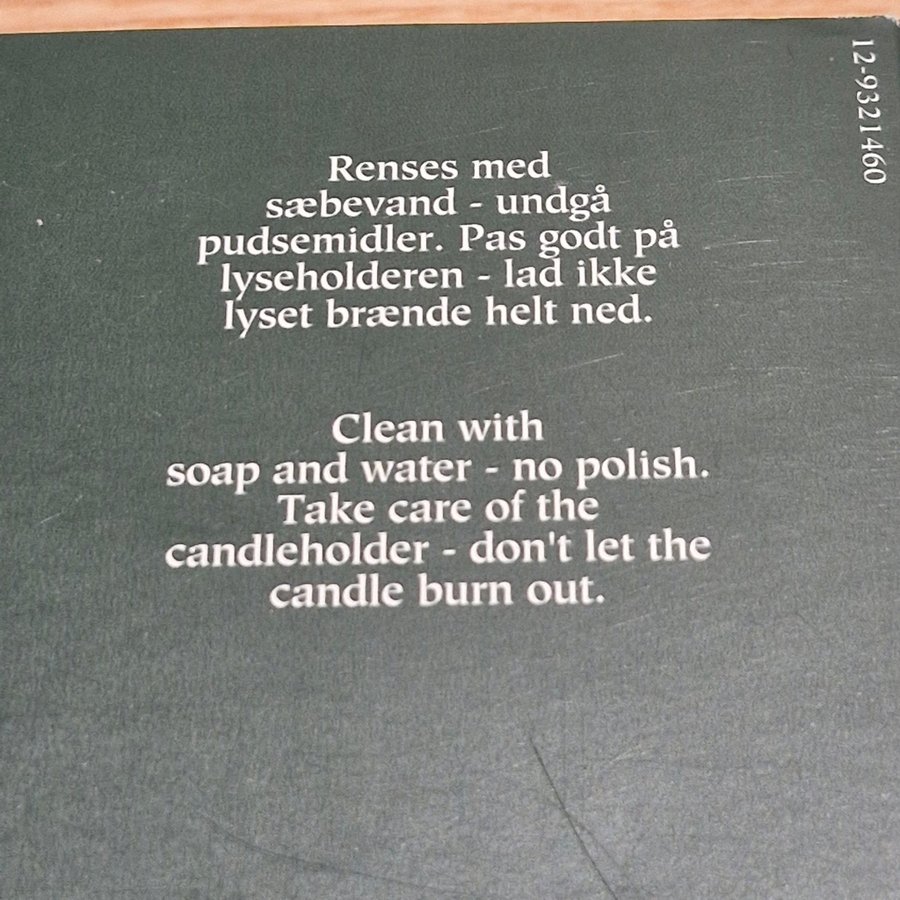 Renses med
sæbevand - undgå
pudsemidler. Pas godt på
lyseholderen - lad ikke
lyset brænde helt ned.
Clean with
soap and water - no polish.
Take care of the
candleholder - don't let the
candle burn out.
12-9321460